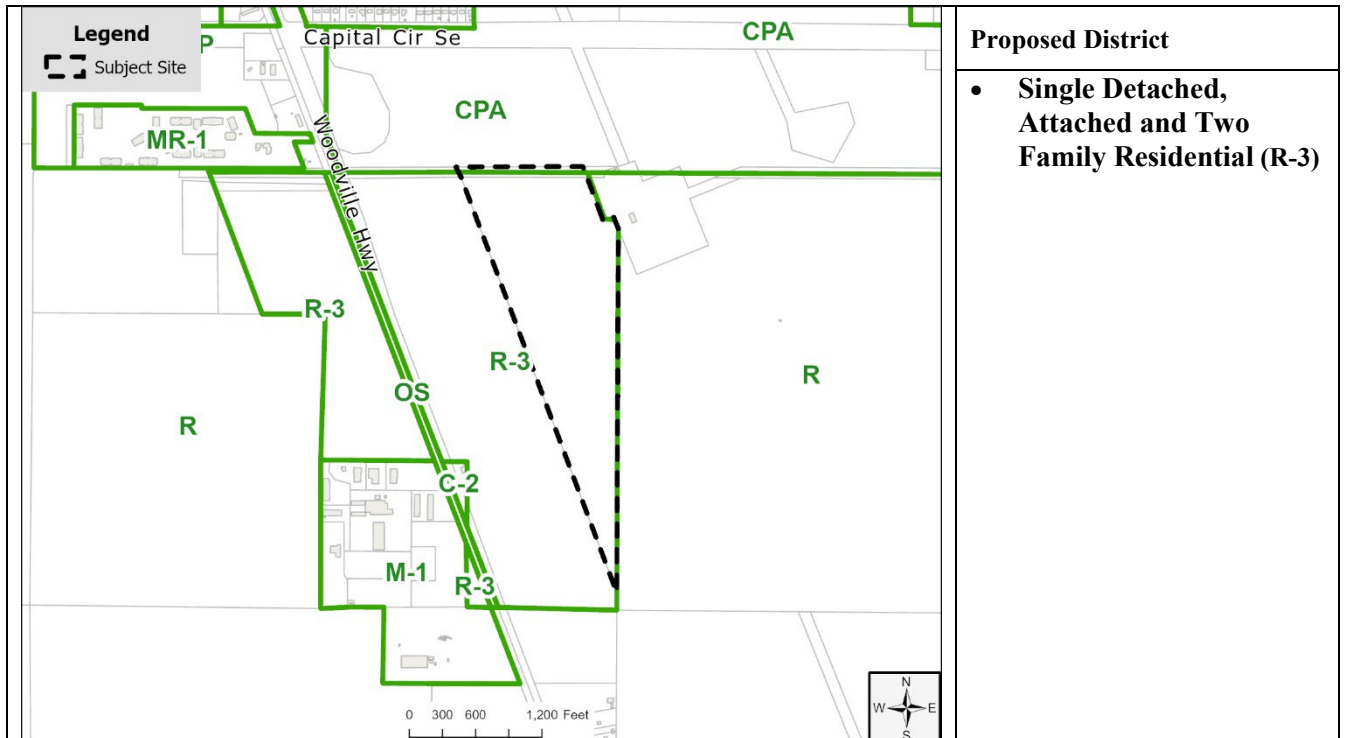 Legend
Subject Site
P
Capital Cir Se
CPA
CPA
MR-1
Woodville Hwy
R-3
R-3
OS
R
R
C-2
M-1
R-3
0 300 600 1,200 Feet
N
W E
S
Proposed District
• Single Detached,
Attached and Two
Family Residential (R-3)